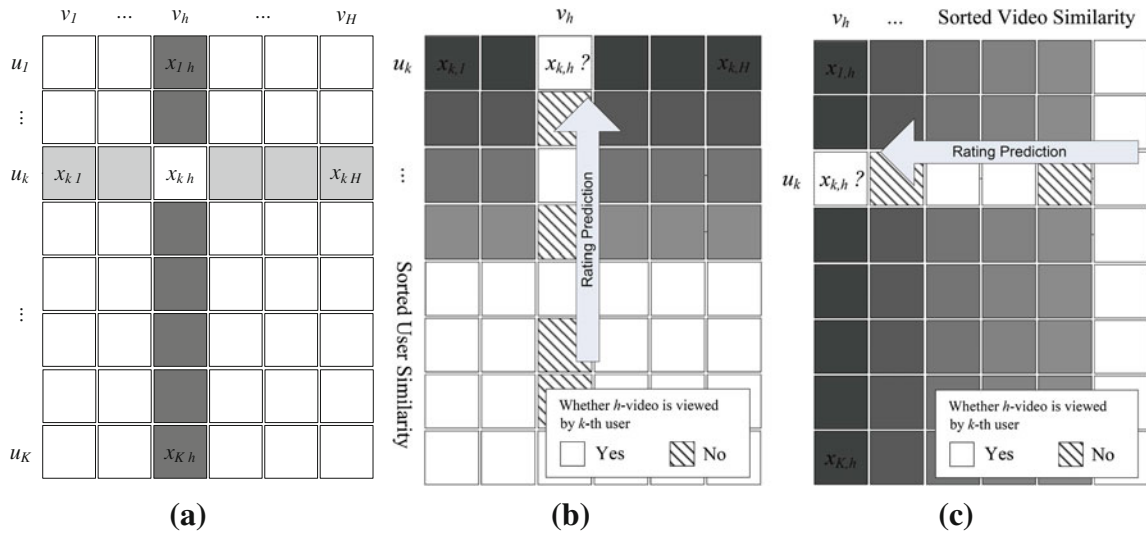 v1 ... vh ... vH
u1
x1 h
⋮
uk
xk 1
xk h
xk H
⋮
uK
xK h
(a)
vh
uk
xk,1
xk,h ?
xk,H
...
Rating Prediction
Sorted User Similarity
Whether h-video is viewed
by k-th user
Yes
No
(b)
vh ... Sorted Video Similarity
x1,h
Rating Prediction
uk
xk,h ?
Whether h-video is viewed
by k-th user
Yes
No
xK,h
(c)